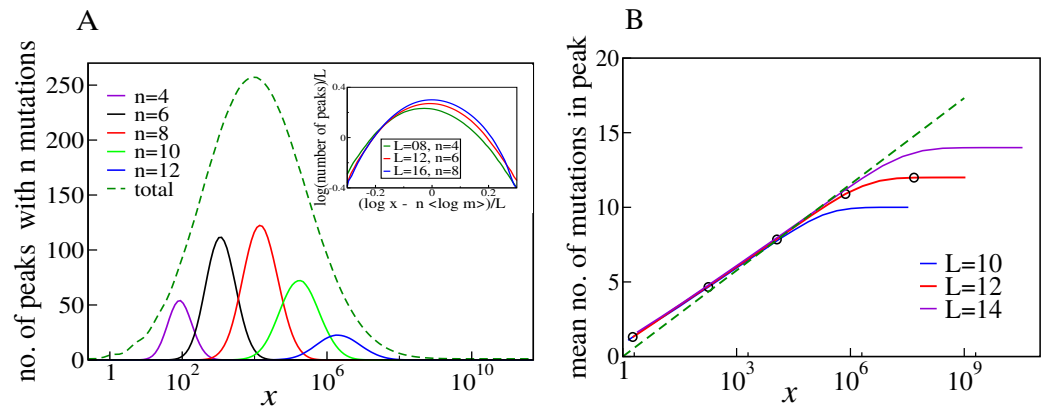 A
no. of peaks with n mutations
250
200
150
100
50
0
n=4
n=6
n=8
n=10
n=12
total
1
10^2
10^4
10^6
10^10
x
log(number of peaks)/L
0.4
0
-0.4
L=08, n=4
L=12, n=6
L=16, n=8
-0.2
0
0.2
(log x - n <log m>)/L
B
mean no. of mutations in peak
20
15
10
5
0
L=10
L=12
L=14
1
10^3
10^6
10^9
x